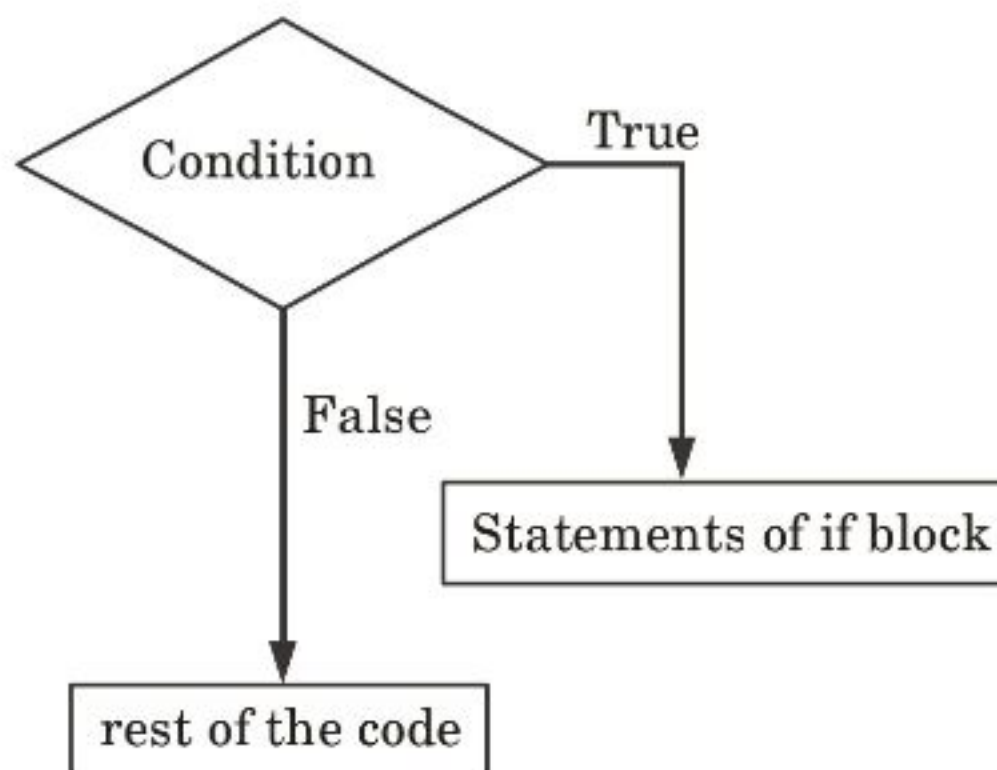 True
Condition
False
Statements of if block
rest of the code